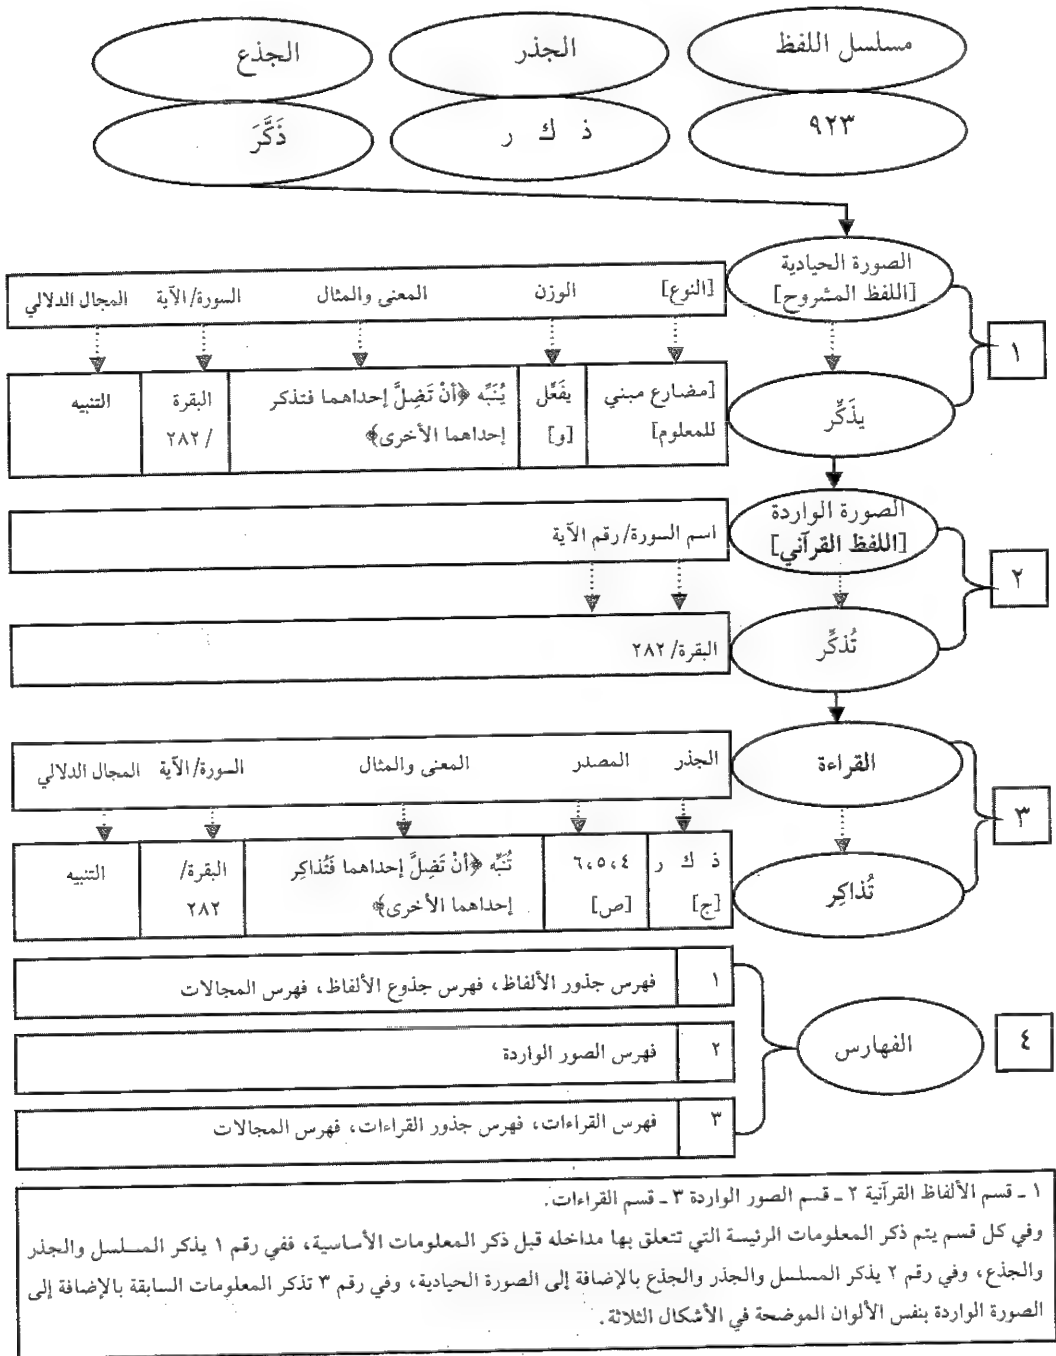 مسلسل اللفظ
الجذر
الجذع
٩٢٣
ذ ك ر
ذَكَّرَ
الصورة الحيادية
[اللفظ المشروح]
[النوع]
الوزن
المعنى والمثال
السورة/الآية
المجال الدلالي
١
يذَكِّر
[مضارع مبني
للمعلوم]
يفَعِّل
[و]
يُنَبِّه ﴿أنْ تَضِلَّ إحداهما فتذكر
إحداهما الأخرى﴾
البقرة
/٢٨٢
التنبيه
الصورة الواردة
[اللفظ القرآني]
اسم السورة/رقم الآية
٢
تُذكِّر
البقرة/٢٨٢
القراءة
الجذر
المصدر
المعنى والمثال
السورة/الآية
المجال الدلالي
٣
تُذاكِر
ذ ك ر
[ج]
٦،٥،٤
[ص]
تُنَبِّه ﴿أنْ تَضِلَّ إحداهما فَتُذاكِر
إحداهما الأخرى﴾
البقرة/
٢٨٢
التنبيه
٤
الفهارس
١ فهرس جذور الألفاظ، فهرس جذوع الألفاظ، فهرس المجالات
٢ فهرس الصور الواردة
٣ فهرس القراءات، فهرس جذور القراءات، فهرس المجالات
١ ـ قسم الألفاظ القرآنية ٢ ـ قسم الصور الواردة ٣ ـ قسم القراءات.
وفي كل قسم يتم ذكر المعلومات الرئيسة التي تتعلق بها مداخله قبل ذكر المعلومات الأساسية، ففي رقم ١ يذكر المسلسل والجذر
والجذع، وفي رقم ٢ يذكر المسلسل والجذر والجذع بالإضافة إلى الصورة الحيادية، وفي رقم ٣ تذكر المعلومات السابقة بالإضافة إلى
الصورة الواردة بنفس الألوان الموضحة في الأشكال الثلاثة.